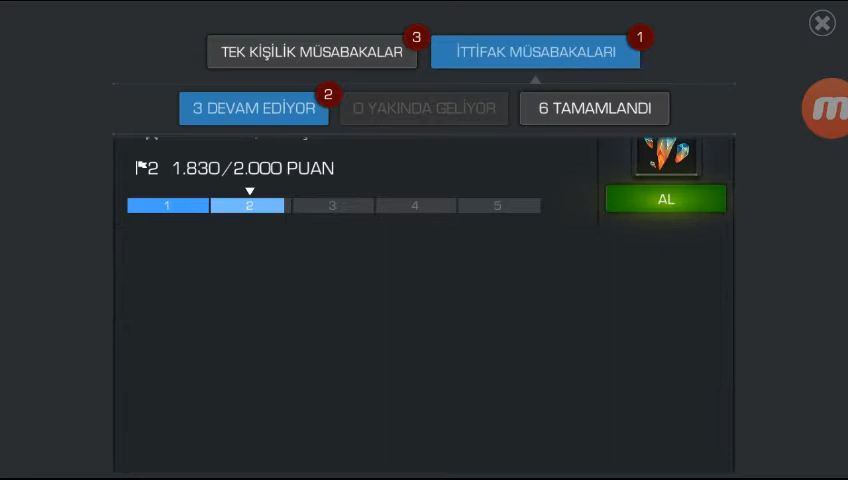 3
1
TEK KİŞİLİK MÜSABAKALAR
İTTİFAK MÜSABAKALARI
2
3 DEVAM EDİYOR
0 YAKINDA GELİYOR
6 TAMAMLANDI
2 1.830/2.000 PUAN
AL
1 2 3 4 5